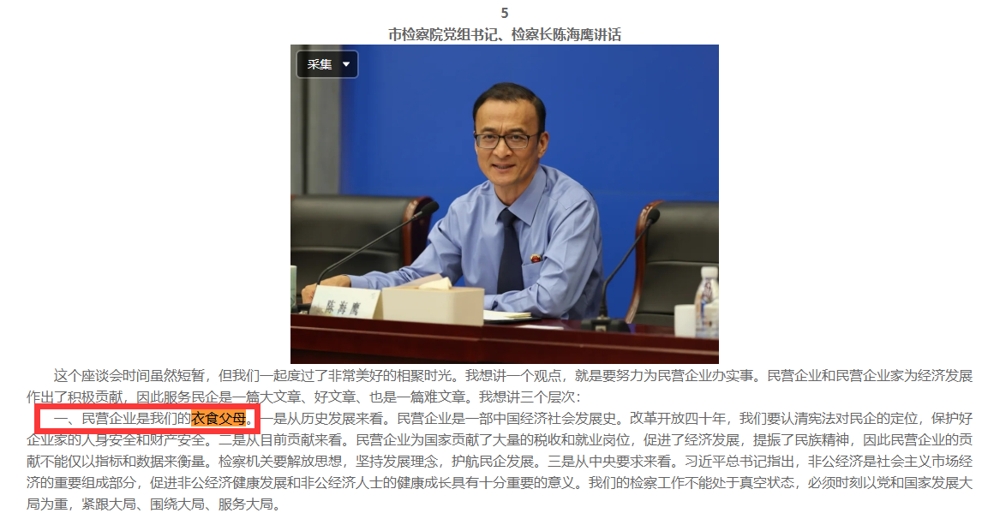 5
市检察院党组书记、检察长陈海鹰讲话
采集
陈海鹰
这个座谈会时间虽然短暂，但我们一起度过了非常美好的相聚时光。我想讲一个观点，就是要努力为民营企业办实事。民营企业和民营企业家为经济发展
作出了积极贡献，因此服务民企是一篇大文章、好文章、也是一篇难文章。我想讲三个层次：
一、民营企业是我们的衣食父母。一是从历史发展来看。民营企业是一部中国经济社会发展史。改革开放四十年，我们要认清宪法对民企的定位，保护好
企业家的人身安全和财产安全。二是从目前贡献来看。民营企业为国家贡献了大量的税收和就业岗位，促进了经济发展，提振了民族精神，因此民营企业的贡
献不能仅以指标和数据来衡量。检察机关要解放思想，坚持发展理念，护航民企发展。三是从中央要求来看。习近平总书记指出，非公经济是社会主义市场经
济的重要组成部分，促进非公经济健康发展和非公经济人士的健康成长具有十分重要的意义。我们的检察工作不能处于真空状态，必须时刻以党和国家发展大
局为重，紧跟大局、围绕大局、服务大局。